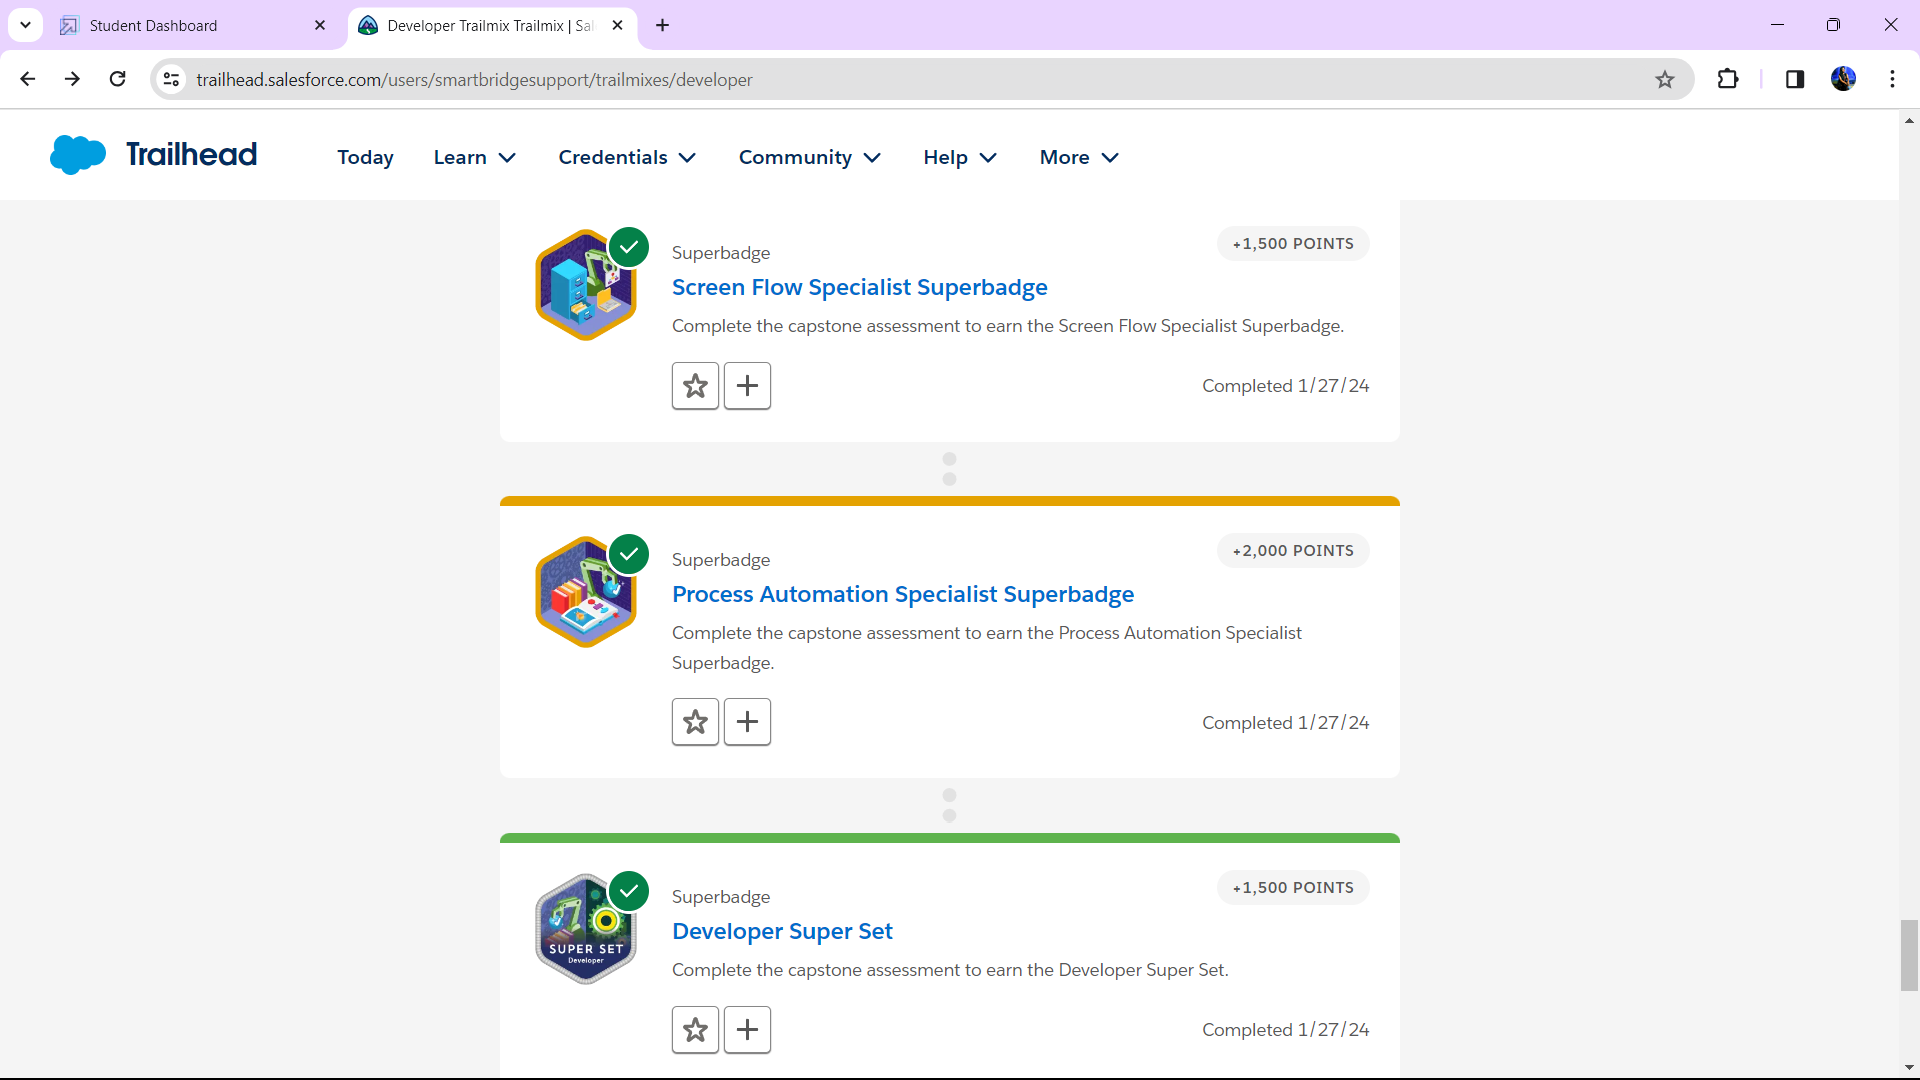 Student Dashboard
Developer Trailmix Trailmix | Sal
trailhead.salesforce.com/users/smartbridgesupport/trailmixes/developer
Trailhead
Today Learn Credentials Community Help More
Superbadge
+1,500 POINTS
Screen Flow Specialist Superbadge
Complete the capstone assessment to earn the Screen Flow Specialist Superbadge.
Completed 1/27/24
Superbadge
+2,000 POINTS
Process Automation Specialist Superbadge
Complete the capstone assessment to earn the Process Automation Specialist
Superbadge.
Completed 1/27/24
SUPER SET
Developer
Superbadge
+1,500 POINTS
Developer Super Set
Complete the capstone assessment to earn the Developer Super Set.
Completed 1/27/24